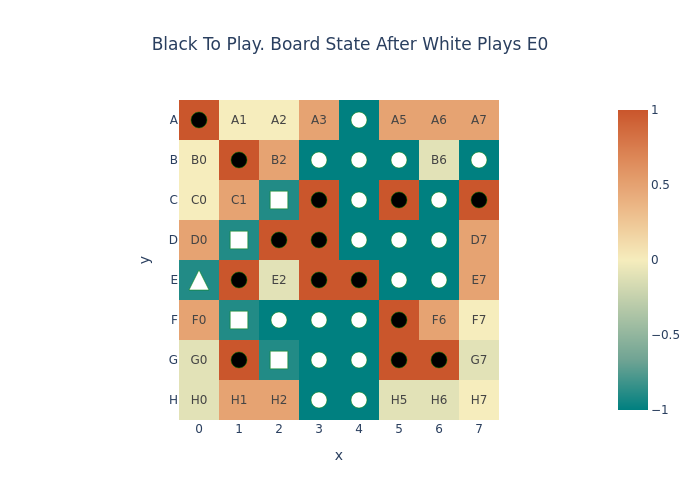 Black To Play. Board State After White Plays E0
A A1 A2 A3 A5 A6 A7
B B0 B2 B6
C C0 C1
D D0 D7
E E2 E7
F F0 F6 F7
G G0 G7
H H0 H1 H2 H5 H6 H7
0 1 2 3 4 5 6 7
x
y
1
0.5
0
−0.5
−1